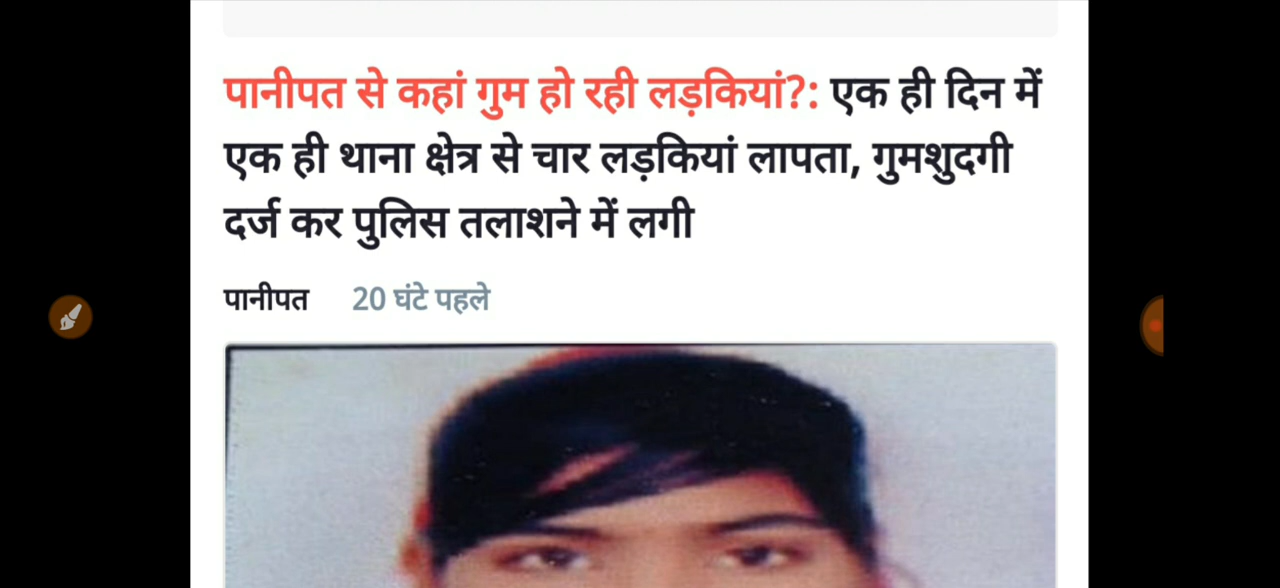 पानीपत से कहां गुम हो रही लड़कियां?: एक ही दिन में
एक ही थाना क्षेत्र से चार लड़कियां लापता, गुमशुदगी
दर्ज कर पुलिस तलाशने में लगी
पानीपत 20 घंटे पहले